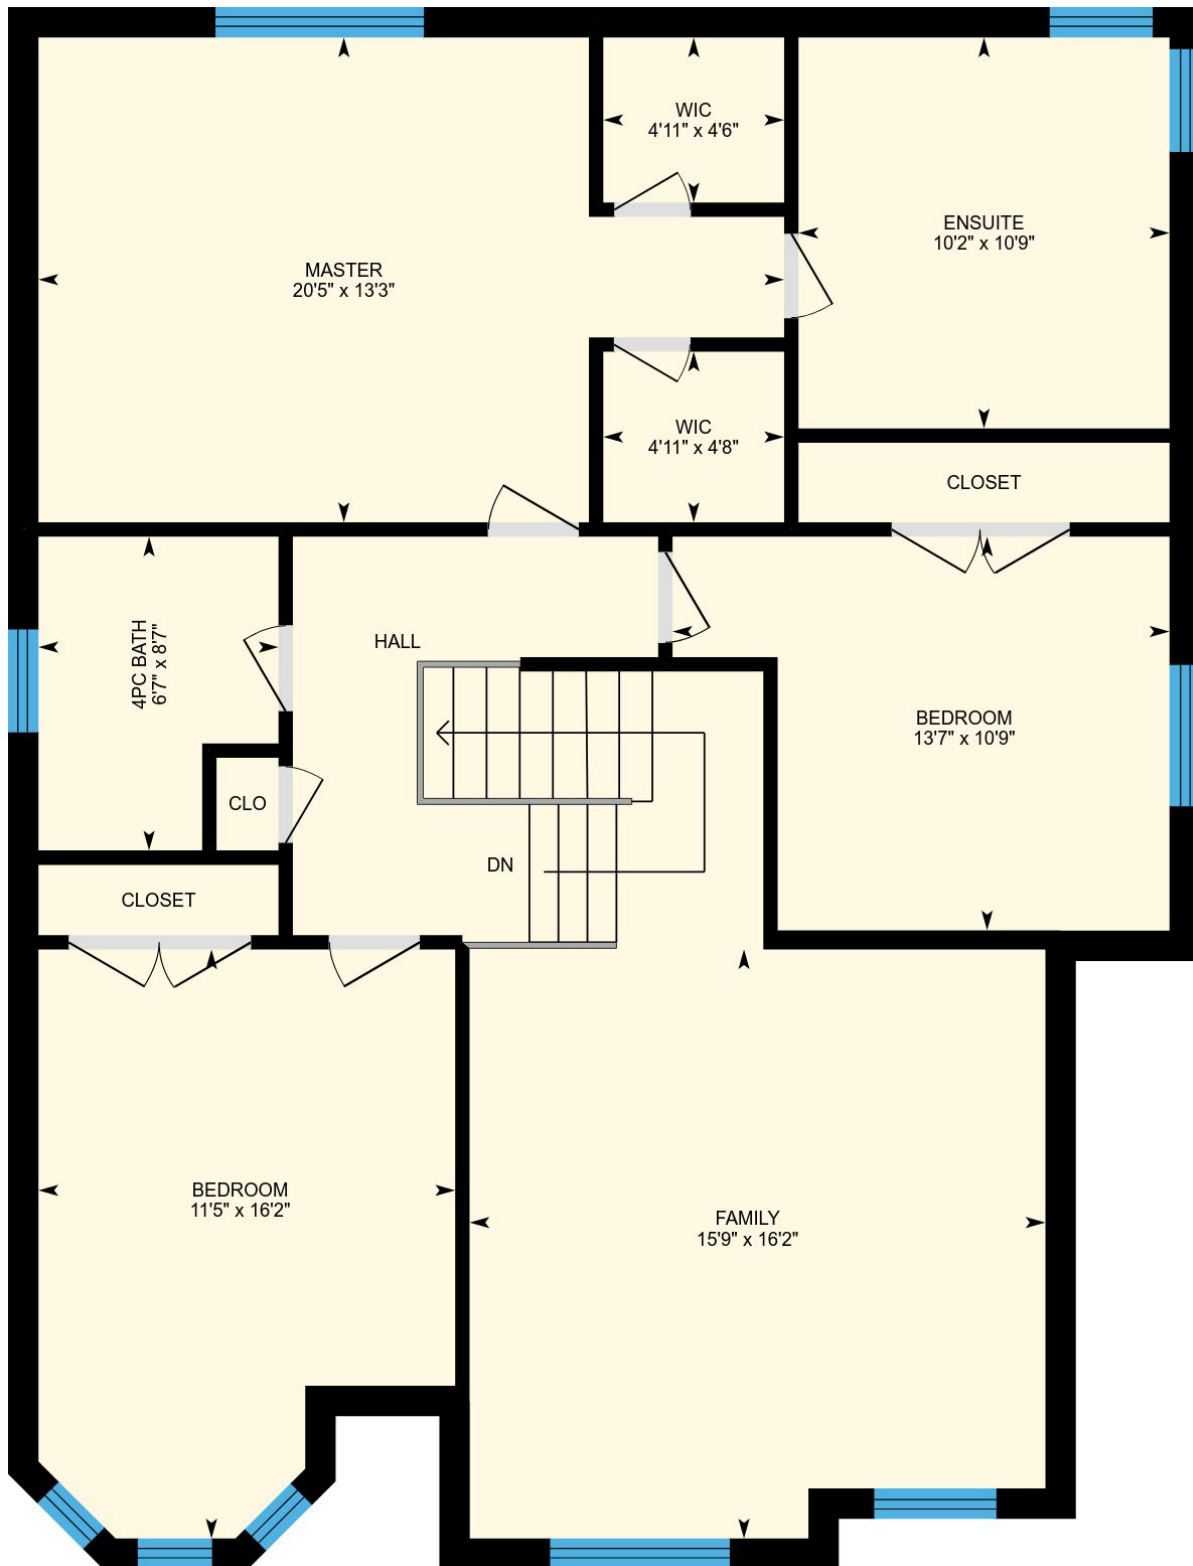 WIC
4'11" x 4'6"
ENSUITE
10'2" x 10'9"
MASTER
20'5" x 13'3"
WIC
4'11" x 4'8"
CLOSET
4PC BATH
6'7" x 8'7"
HALL
BEDROOM
13'7" x 10'9"
CLO
DN
CLOSET
BEDROOM
11'5" x 16'2"
FAMILY
15'9" x 16'2"